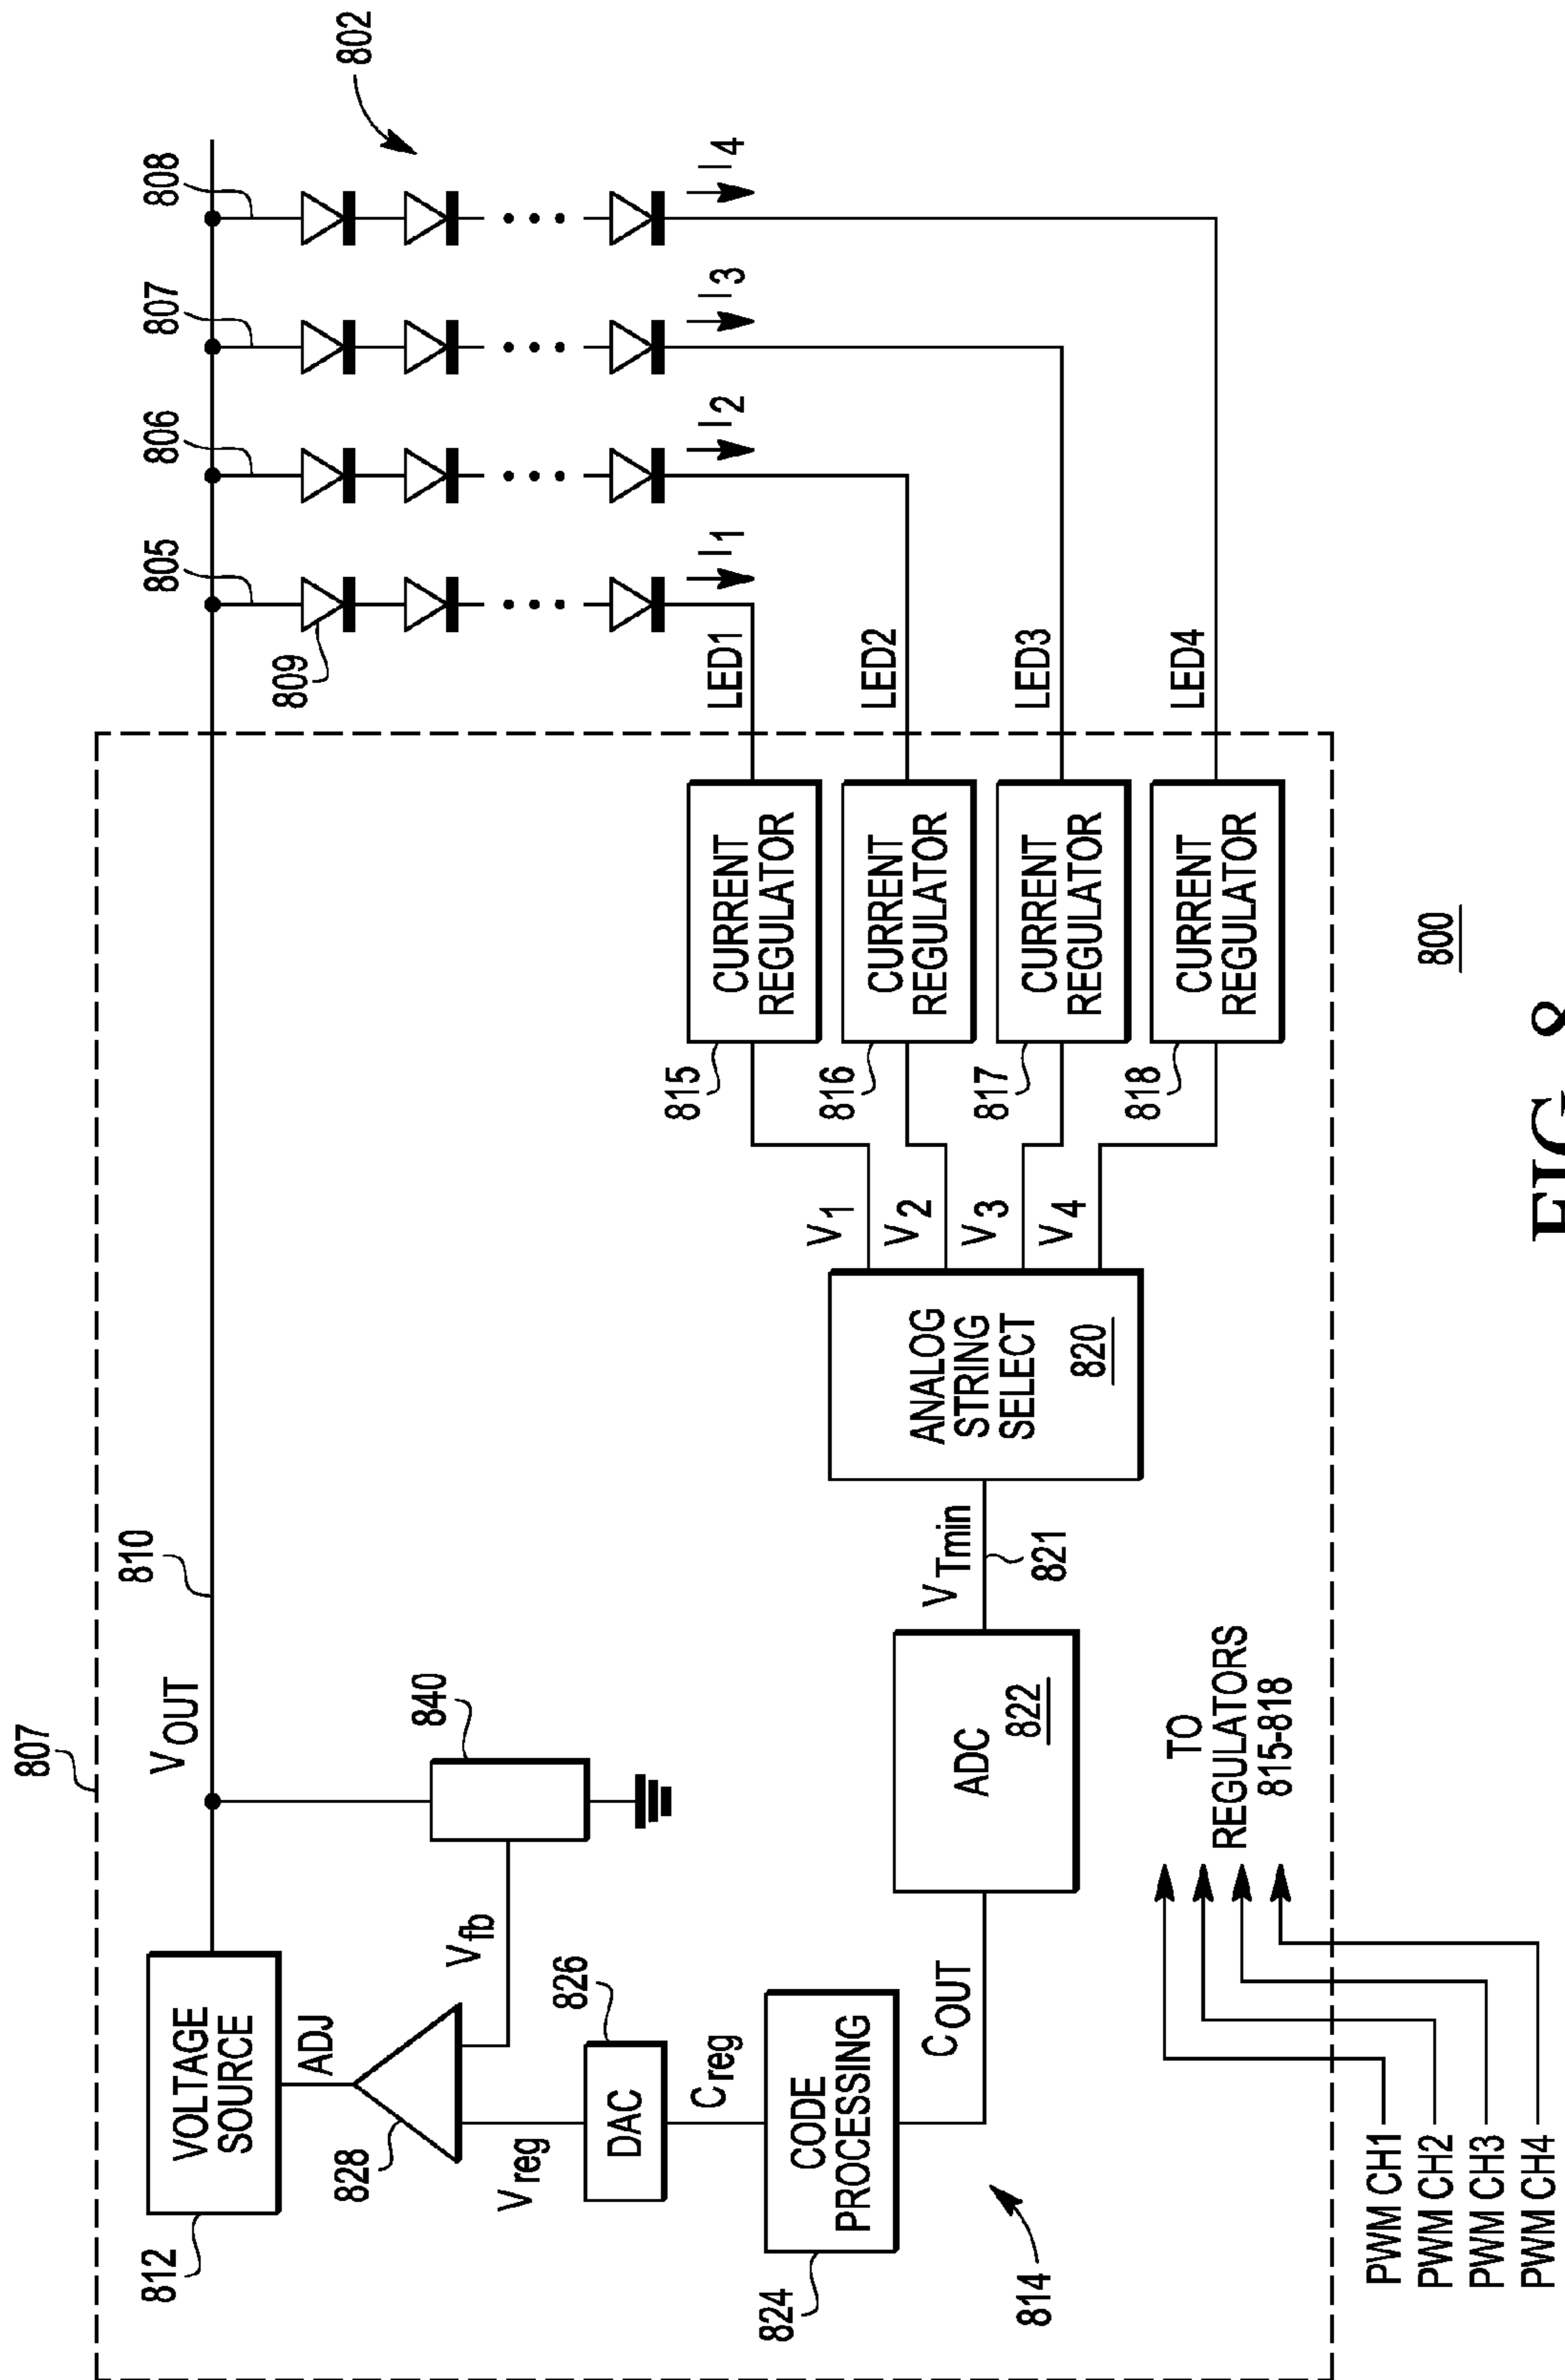 807
812
VOLTAGE
SOURCE
VOUT
810
805
806
807
808
802
809
ADJ
828
Vfb
840
Vreg
826
DAC
Creg
824
CODE
PROCESSING
COUT
814
ADC
822
VTmin
821
ANALOG
STRING
SELECT
820
V1
V2
V3
V4
815
CURRENT
REGULATOR
816
CURRENT
REGULATOR
817
CURRENT
REGULATOR
818
CURRENT
REGULATOR
LED1
LED2
LED3
LED4
I1
I2
I3
I4
TO
REGULATORS
815-818
PWM CH1
PWM CH2
PWM CH3
PWM CH4
800
FIG. 8